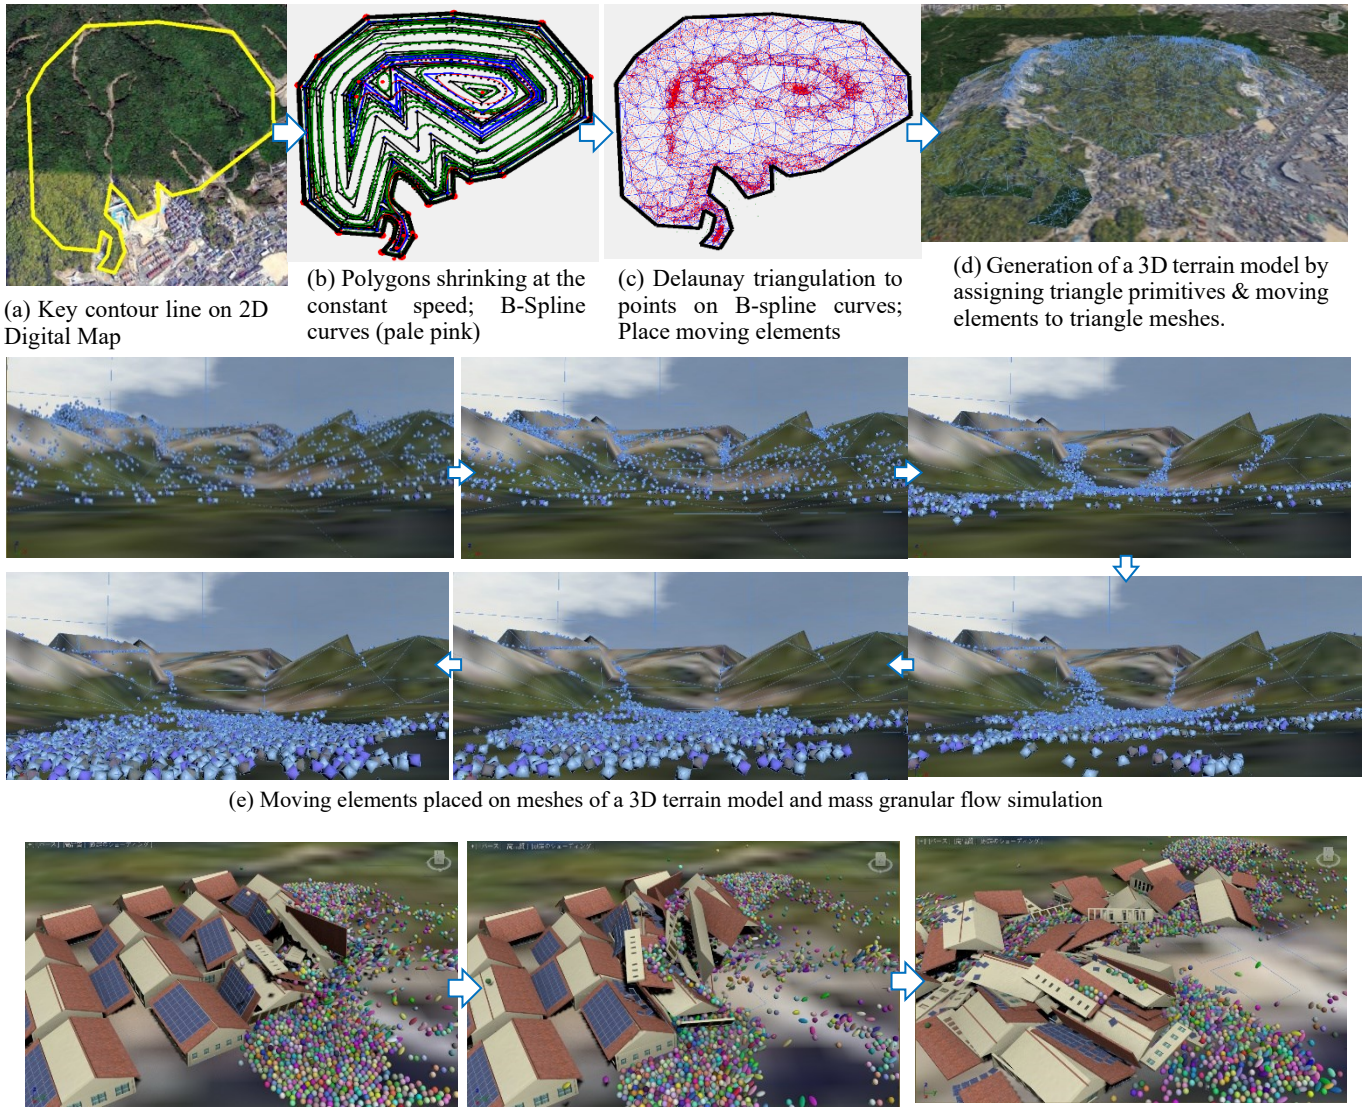 (a) Key contour line on 2D
Digital Map
(b) Polygons shrinking at the
constant speed; B-Spline
curves (pale pink)
(c) Delaunay triangulation to
points on B-spline curves;
Place moving elements
(d) Generation of a 3D terrain model by
assigning triangle primitives & moving
elements to triangle meshes.
(e) Moving elements placed on meshes of a 3D terrain model and mass granular flow simulation